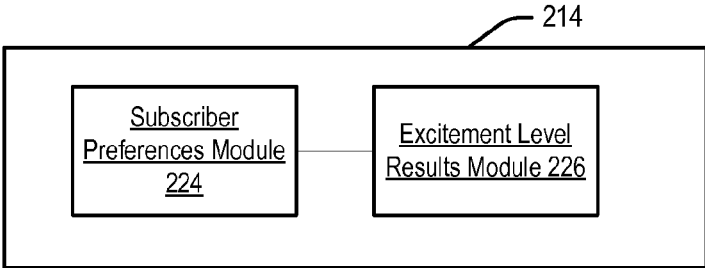 214
Subscriber
Preferences Module
224
Excitement Level
Results Module 226